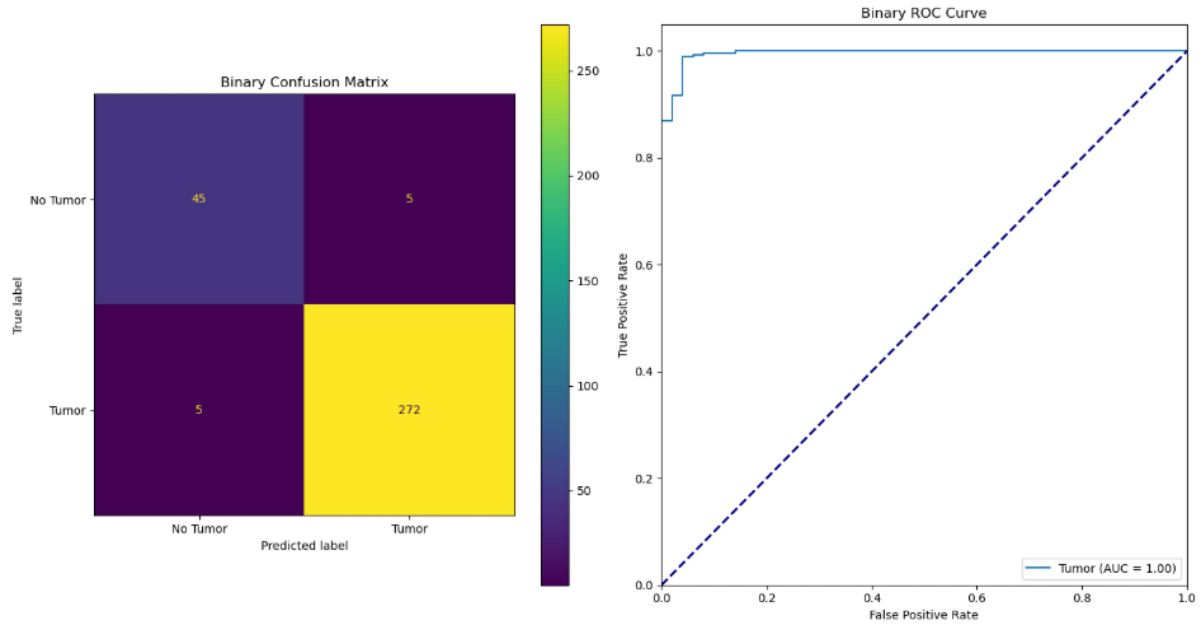 Binary Confusion Matrix
No Tumor
45
5
Tumor
5
272
No Tumor
Tumor
Predicted label
True label
250
200
150
100
50
Binary ROC Curve
1.0
0.8
0.6
0.4
0.2
0.0
True Positive Rate
0.0
0.2
0.4
0.6
0.8
1.0
False Positive Rate
Tumor (AUC = 1.00)